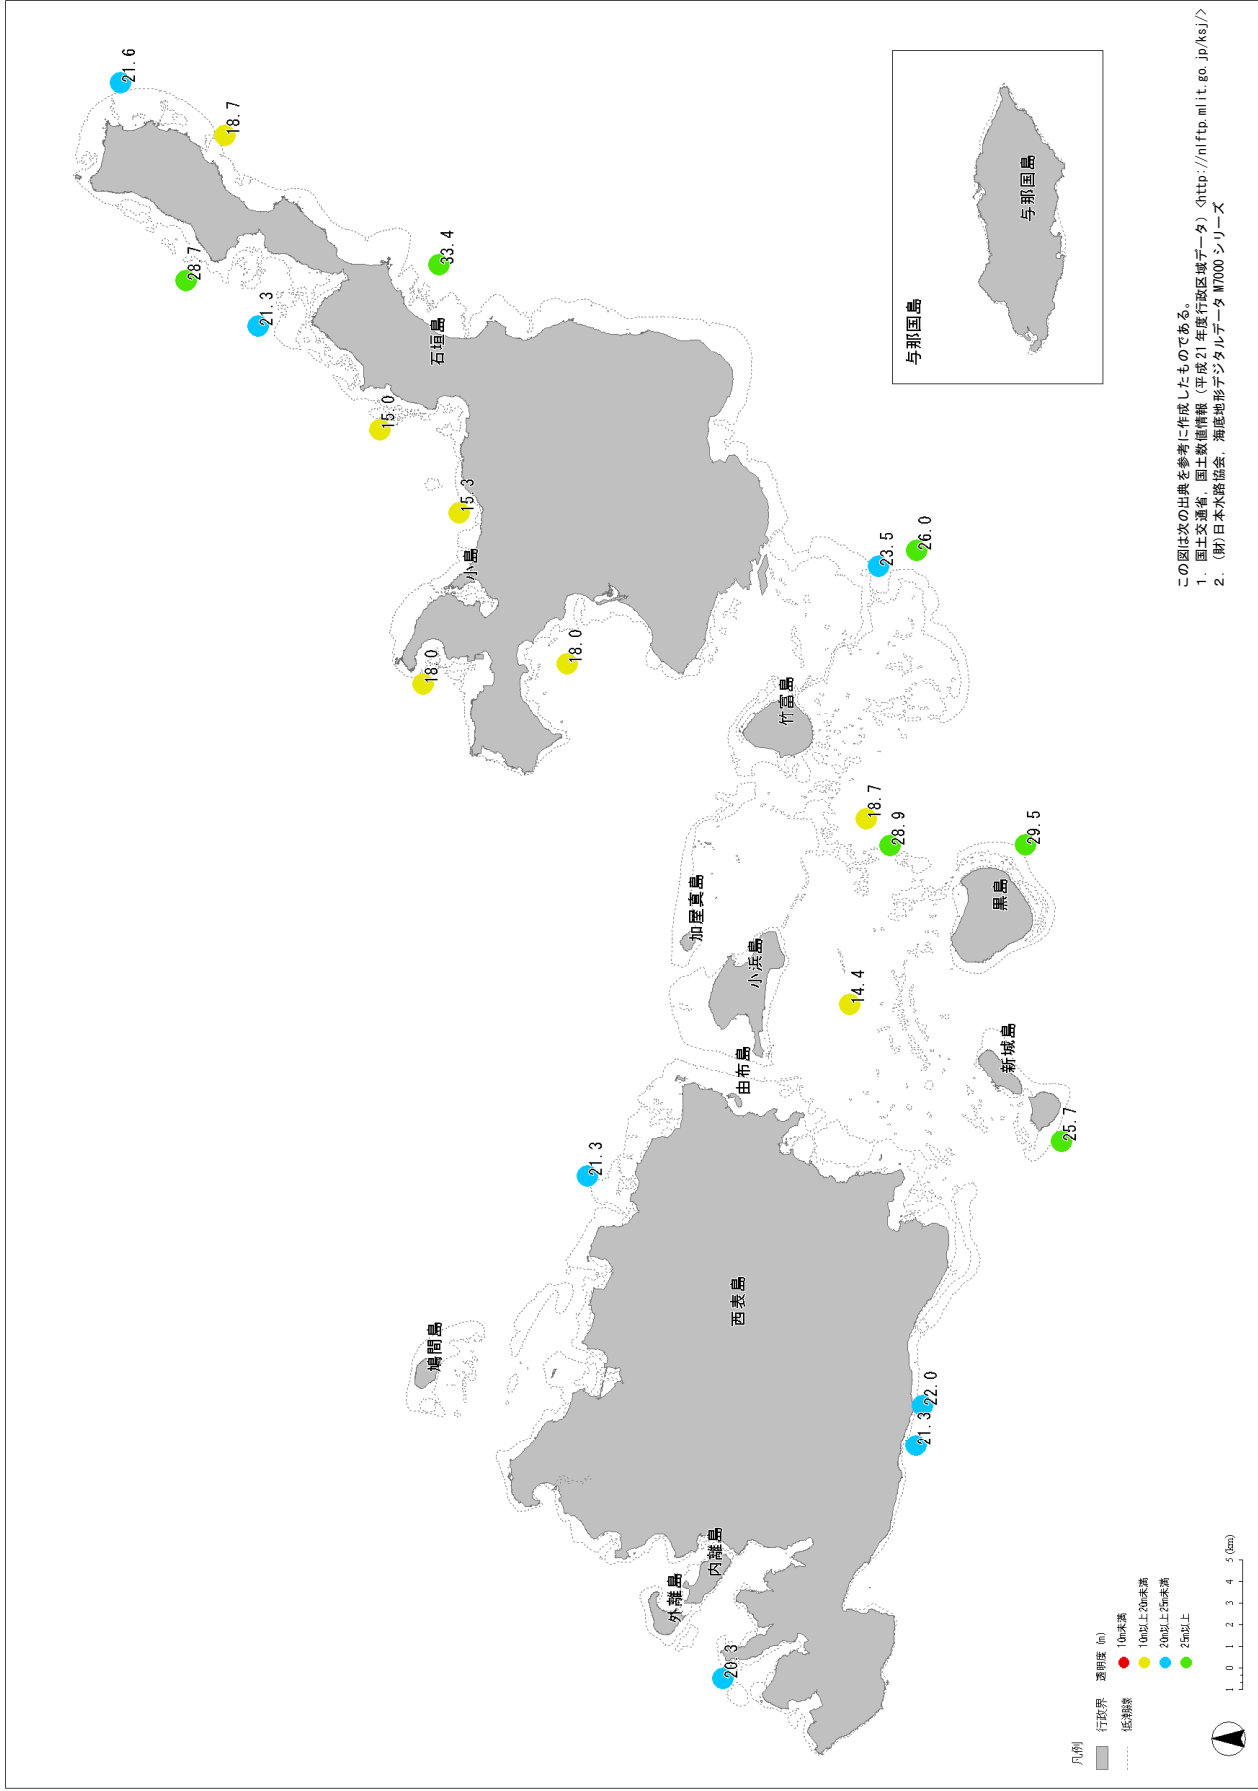 21.6
18.7
28.7
21.3
33.4
石垣島
15.0
15.3
小島
18.0
18.0
23.5
26.0
竹富島
18.7
28.9
29.5
加屋真島
小浜島
黒島
14.4
由布島
新城島
25.7
21.3
西表島
鳩間島
22.0
21.3
内離島
外離島
20.3
与那国島
与那国島
この図は次の出典を参考に作成したものである。
1. 国土交通省, 国土数値情報（平成21年度行政区域データ）<http://nlftp.mlit.go.jp/ksj/>
2. (財)日本水路協会, 海底地形デジタルデータ M7000 シリーズ
凡例
行政界
低潮線
透明度 (m)
10m未満
10m以上20m未満
20m以上25m未満
25m以上
1 0 1 2 3 4 5 (km)